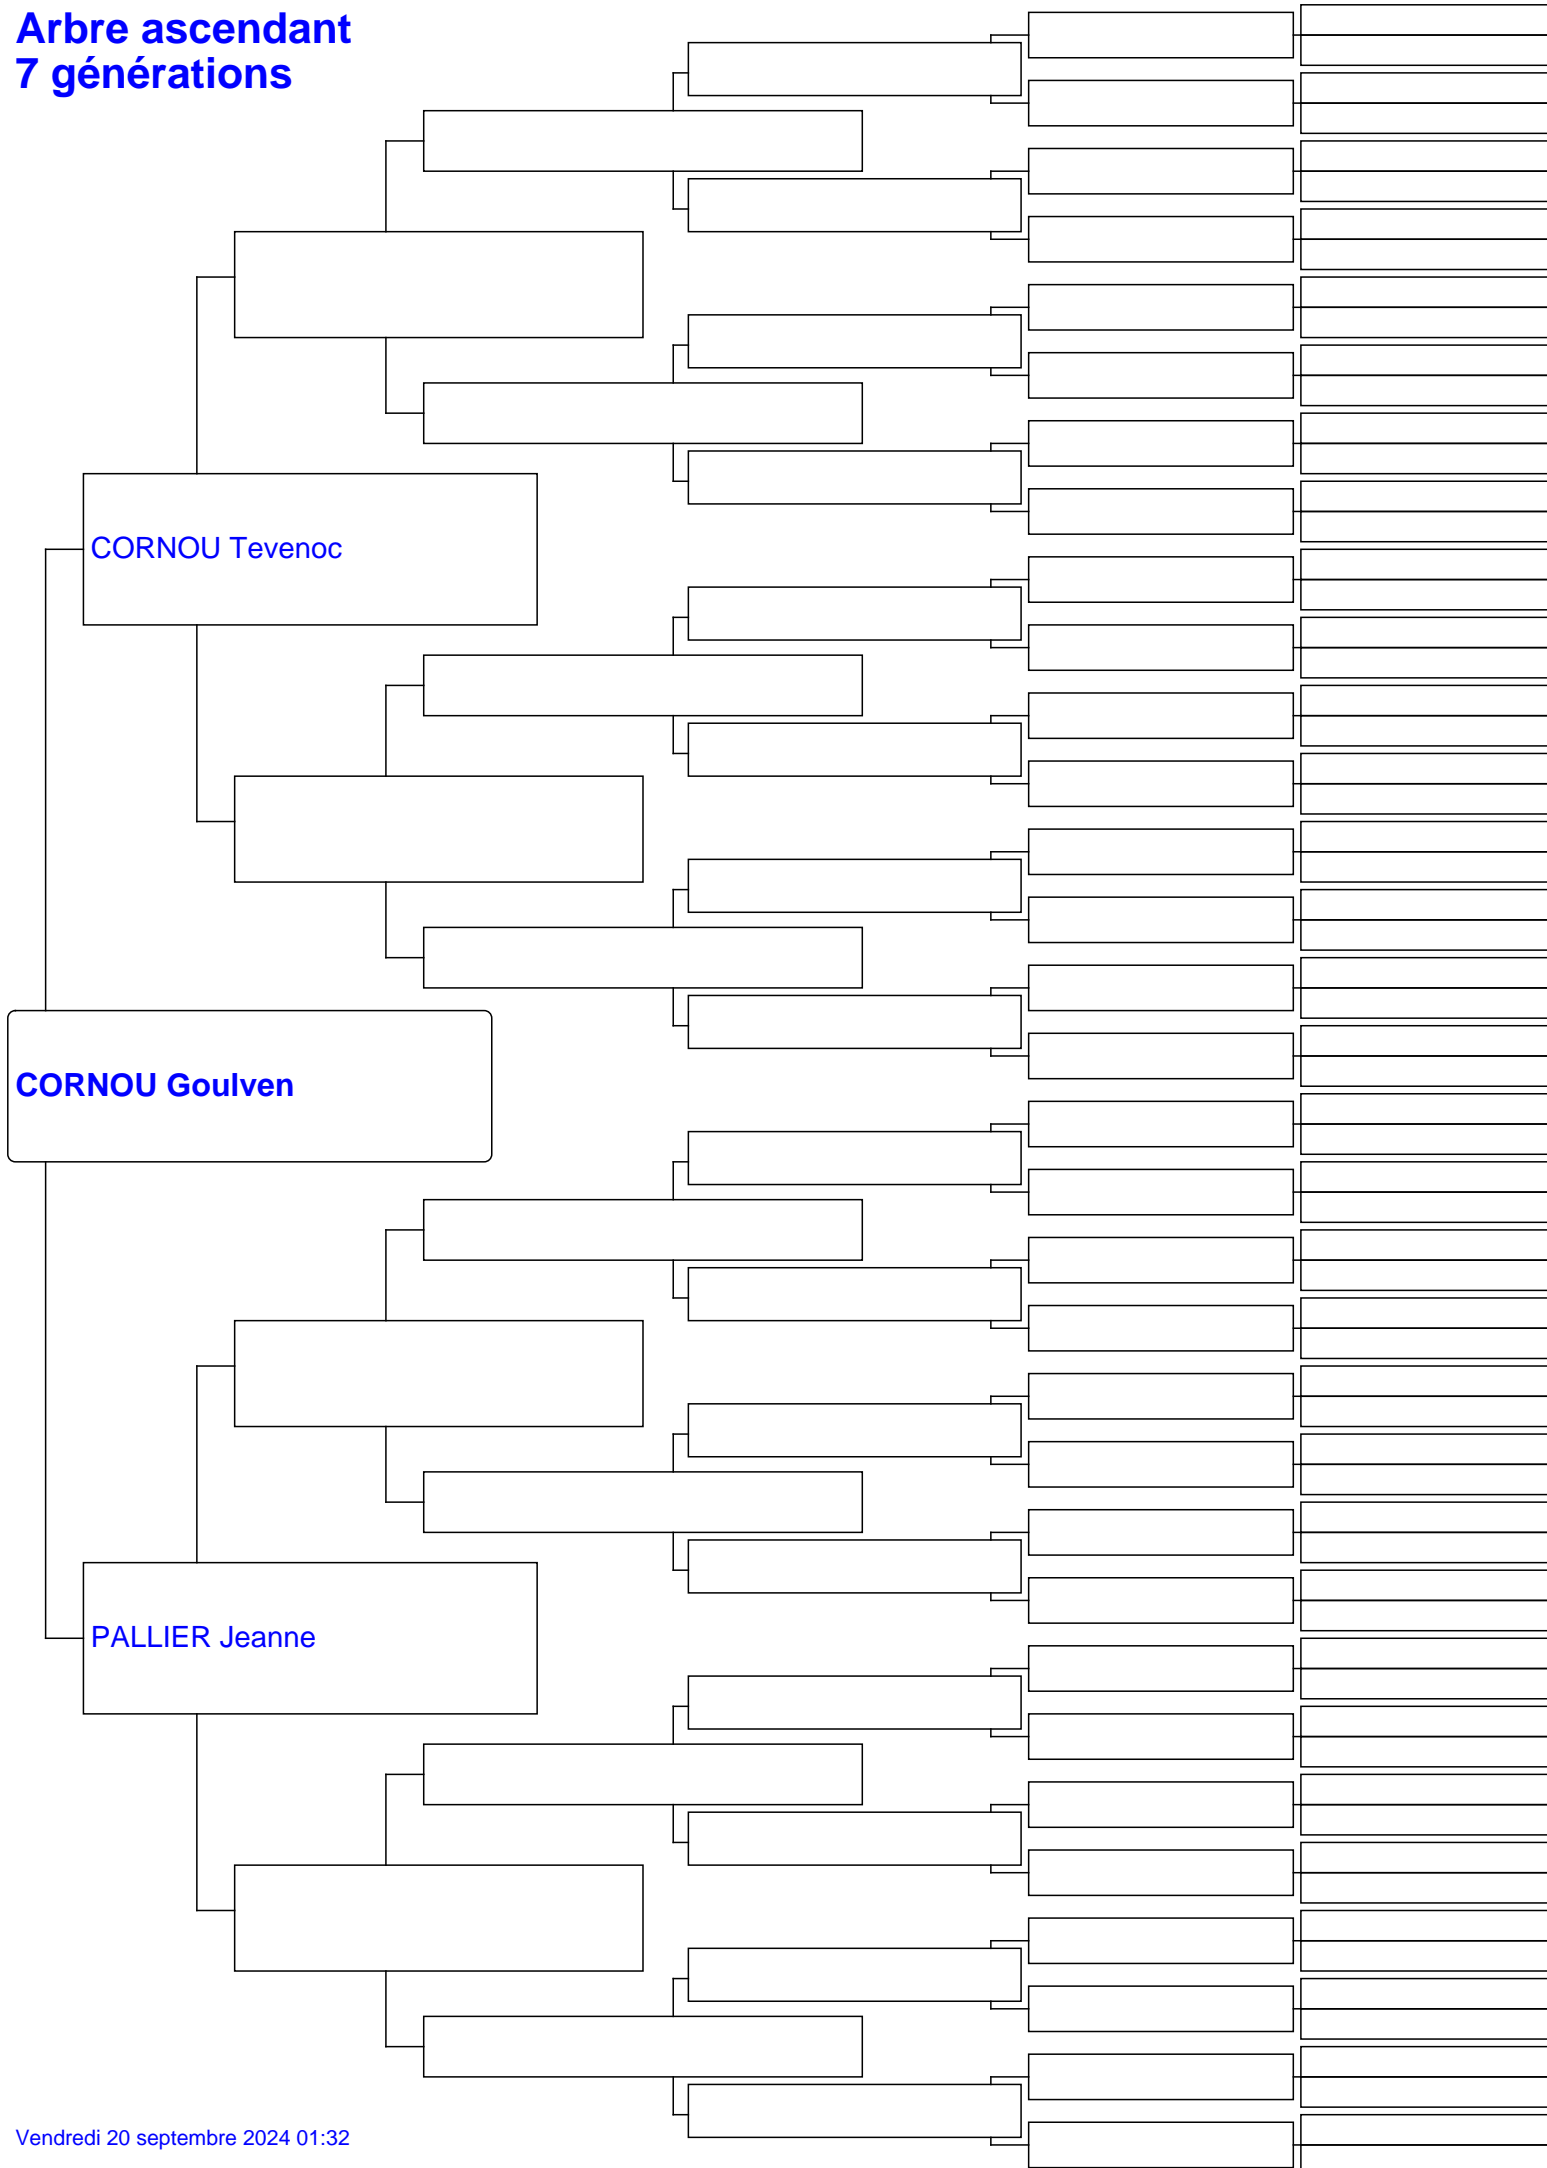 Arbre ascendant
7 générations
CORNOU Tevenoc
CORNOU Goulven
PALLIER Jeanne
Vendredi 20 septembre 2024 01:32